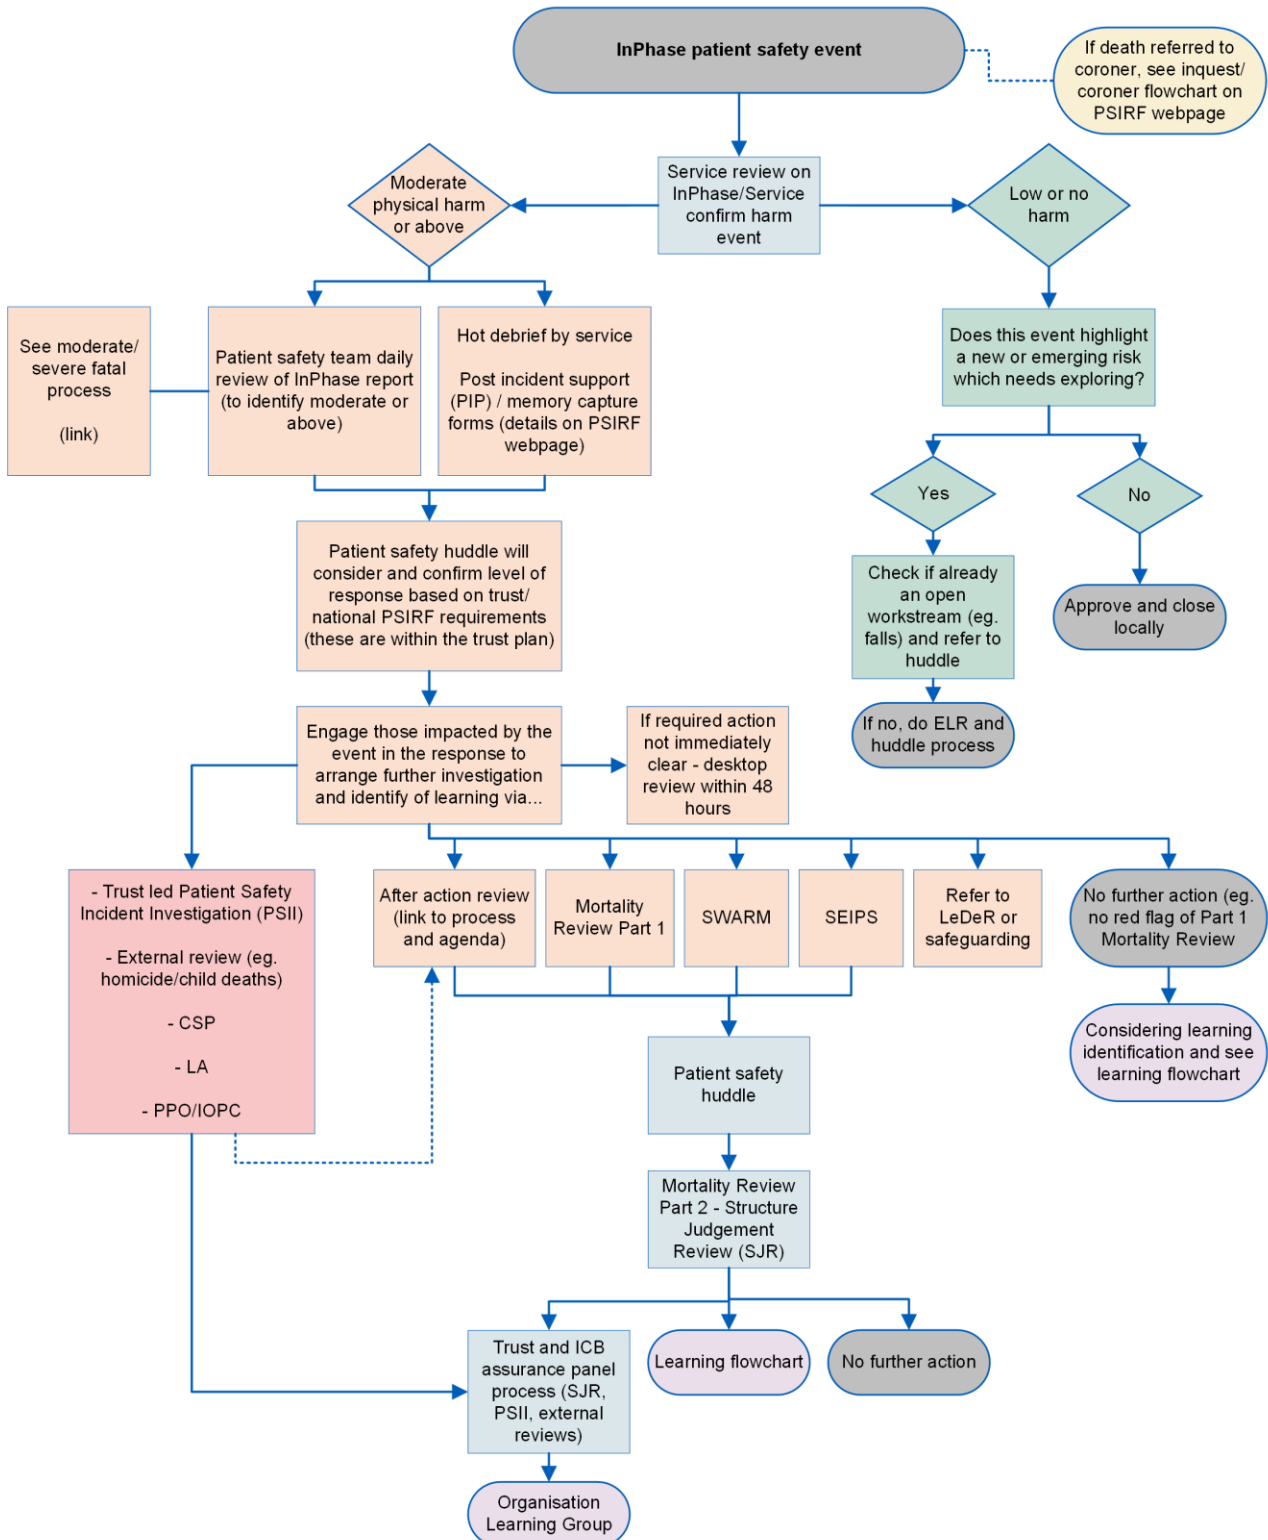 InPhase patient safety event
If death referred to
coroner, see inquest/
coroner flowchart on
PSIRF webpage
Moderate
physical harm
or above
Service review on
InPhase/Service
confirm harm
event
Low or no
harm
See moderate/
severe fatal
process
(link)
Patient safety team daily
review of InPhase report
(to identify moderate or
above)
Hot debrief by service
Post incident support
(PIP) / memory capture
forms (details on PSIRF
webpage)
Does this event highlight
a new or emerging risk
which needs exploring?
Yes
No
Patient safety huddle will
consider and confirm level of
response based on trust/
national PSIRF requirements
(these are within the trust plan)
Check if already
an open
workstream (eg.
falls) and refer to
huddle
Approve and close
locally
If no, do ELR and
huddle process
Engage those impacted by the
event in the response to
arrange further investigation
and identify of learning via...
If required action
not immediately
clear - desktop
review within 48
hours
- Trust led Patient Safety
Incident Investigation (PSII)
- External review (eg.
homicide/child deaths)
- CSP
- LA
- PPO/IOPC
After action review
(link to process
and agenda)
Mortality
Review Part 1
SWARM
SEIPS
Refer to
LeDeR or
safeguarding
No further action (eg.
no red flag of Part 1
Mortality Review
Considering learning
identification and see
learning flowchart
Patient safety
huddle
Mortality Review
Part 2 - Structure
Judgement
Review (SJR)
Trust and ICB
assurance panel
process (SJR,
PSII, external
reviews)
Learning flowchart
No further action
Organisation
Learning Group